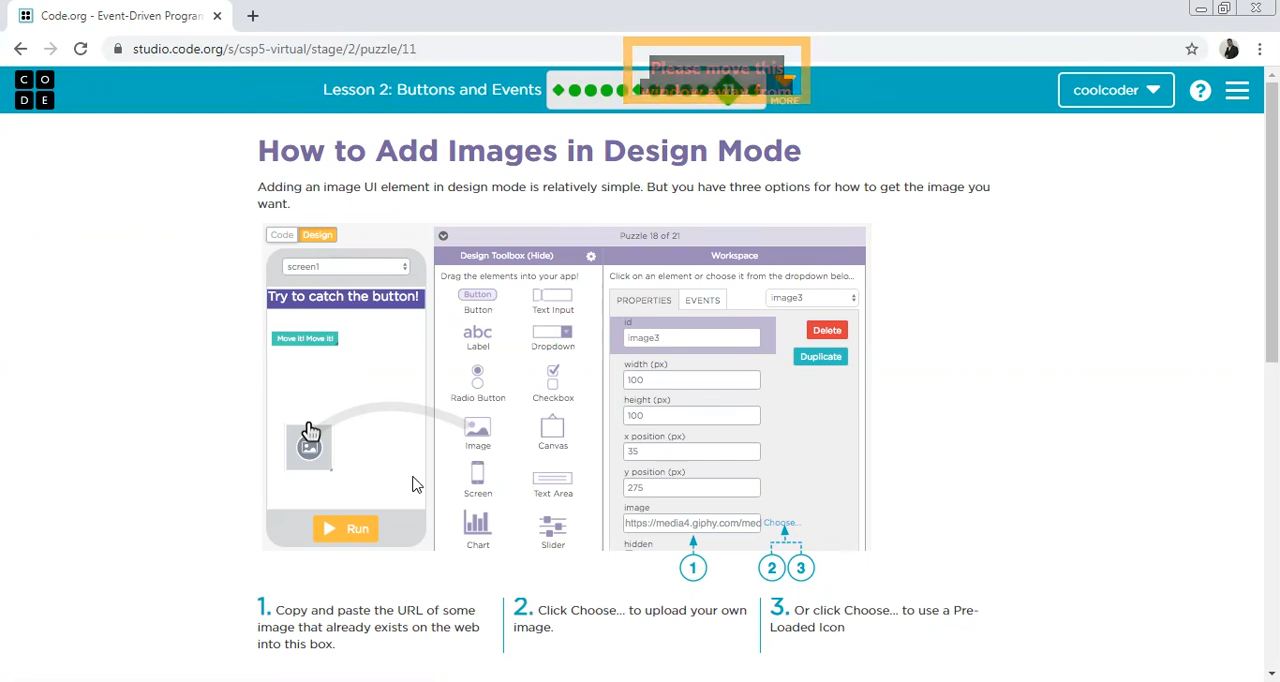 Code.org - Event-Driven Progran
studio.code.org/s/csp5-virtual/stage/2/puzzle/11
C O
D E
Lesson 2: Buttons and Events
Please move this
window away from
MORE
coolcoder
?
How to Add Images in Design Mode
Adding an image UI element in design mode is relatively simple. But you have three options for how to get the image you
want.
Code Design
Puzzle 18 of 21
Design Toolbox (Hide)
Workspace
screen1
Drag the elements into your app!
Click on an element or choose it from the dropdown belo...
Try to catch the button!
Button
Button
Text Input
PROPERTIES
EVENTS
image3
id
image3
Delete
Move it! Move it!
abc
Label
Dropdown
Duplicate
width (px)
100
Radio Button
Checkbox
height (px)
100
Image
Canvas
x position (px)
35
Screen
Text Area
y position (px)
275
image
https://media4.giphy.com/med
Choose...
Run
Chart
Slider
hidden
1
2
3
1. Copy and paste the URL of some
image that already exists on the web
into this box.
2. Click Choose... to upload your own
image.
3. Or click Choose... to use a Pre-
Loaded Icon